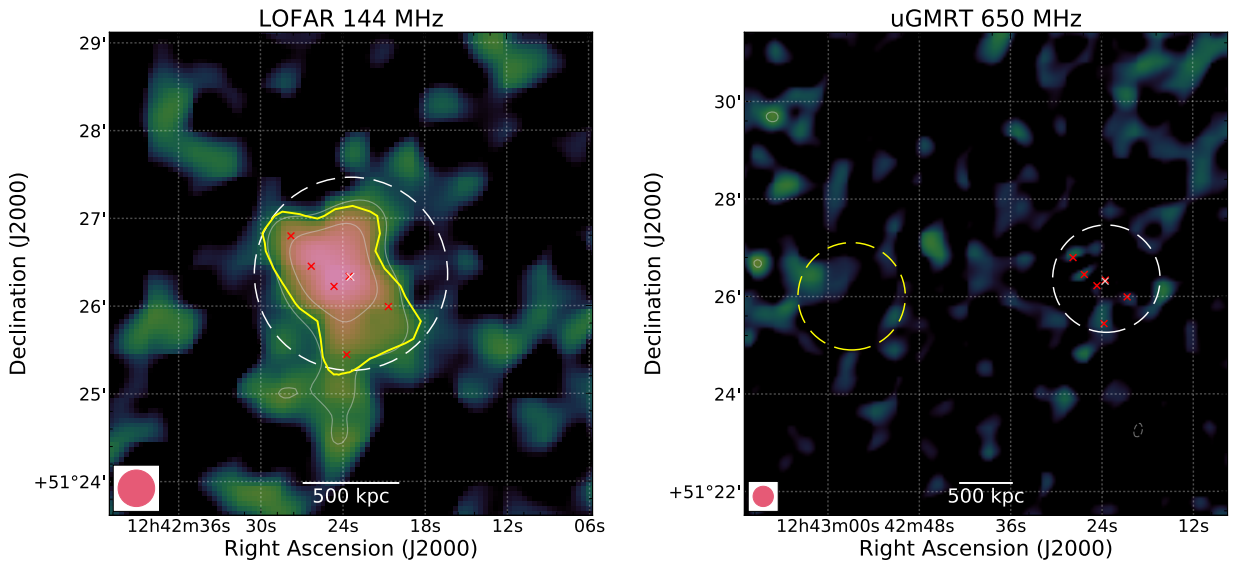 LOFAR 144 MHz
29'
28'
27'
26'
25'
+51°24'
Declination (J2000)
500 kpc
12h42m36s 30s 24s 18s 12s 06s
Right Ascension (J2000)
uGMRT 650 MHz
30'
28'
26'
24'
+51°22'
Declination (J2000)
500 kpc
12h43m00s 42m48s 36s 24s 12s
Right Ascension (J2000)